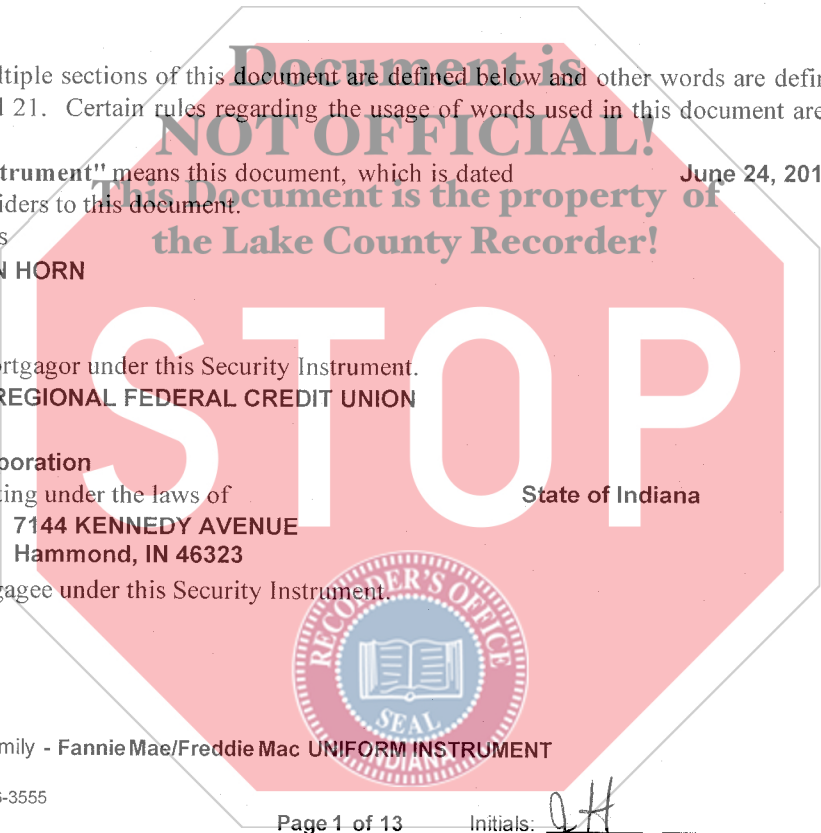 Document is
ltiple sections of this document are defined below and other words are defin
d 21. Certain rules regarding the usage of words used in this document are
NOT OFFICIAL!
trument" means this document, which is dated June 24, 201
This Document is the property of
iders to this document.
s
the Lake County Recorder!
N HORN
STOP
rtgagor under this Security Instrument.
REGIONAL FEDERAL CREDIT UNION
poration
ting under the laws of State of Indiana
7144 KENNEDY AVENUE
Hammond, IN 46323
gagee under this Security Instrument.
RECORDER'S OFFICE
SEAL
INDIANA
mily - Fannie Mae/Freddie Mac UNIFORM INSTRUMENT
-3555
Page 1 of 13 Initials: JH